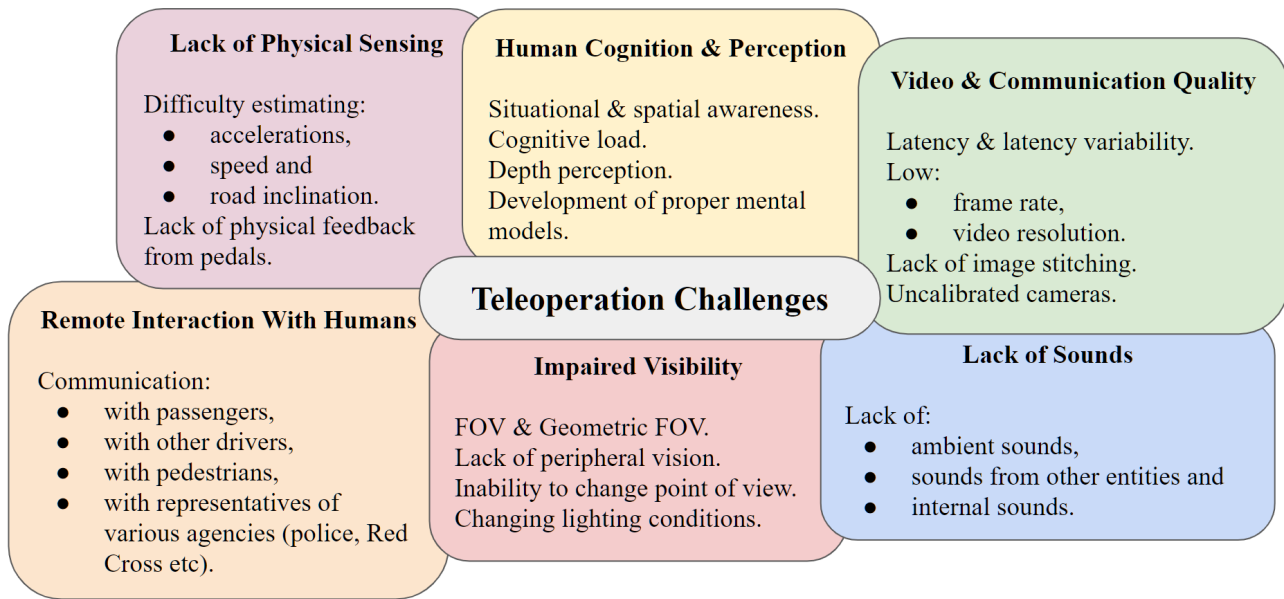 Lack of Physical Sensing
Difficulty estimating:
● accelerations,
● speed and
● road inclination.
Lack of physical feedback
from pedals.
Human Cognition & Perception
Situational & spatial awareness.
Cognitive load.
Depth perception.
Development of proper mental
models.
Video & Communication Quality
Latency & latency variability.
Low:
● frame rate,
● video resolution.
Lack of image stitching.
Uncalibrated cameras.
Teleoperation Challenges
Remote Interaction With Humans
Communication:
● with passengers,
● with other drivers,
● with pedestrians,
● with representatives of
various agencies (police, Red
Cross etc).
Impaired Visibility
FOV & Geometric FOV.
Lack of peripheral vision.
Inability to change point of view.
Changing lighting conditions.
Lack of Sounds
Lack of:
● ambient sounds,
● sounds from other entities and
● internal sounds.